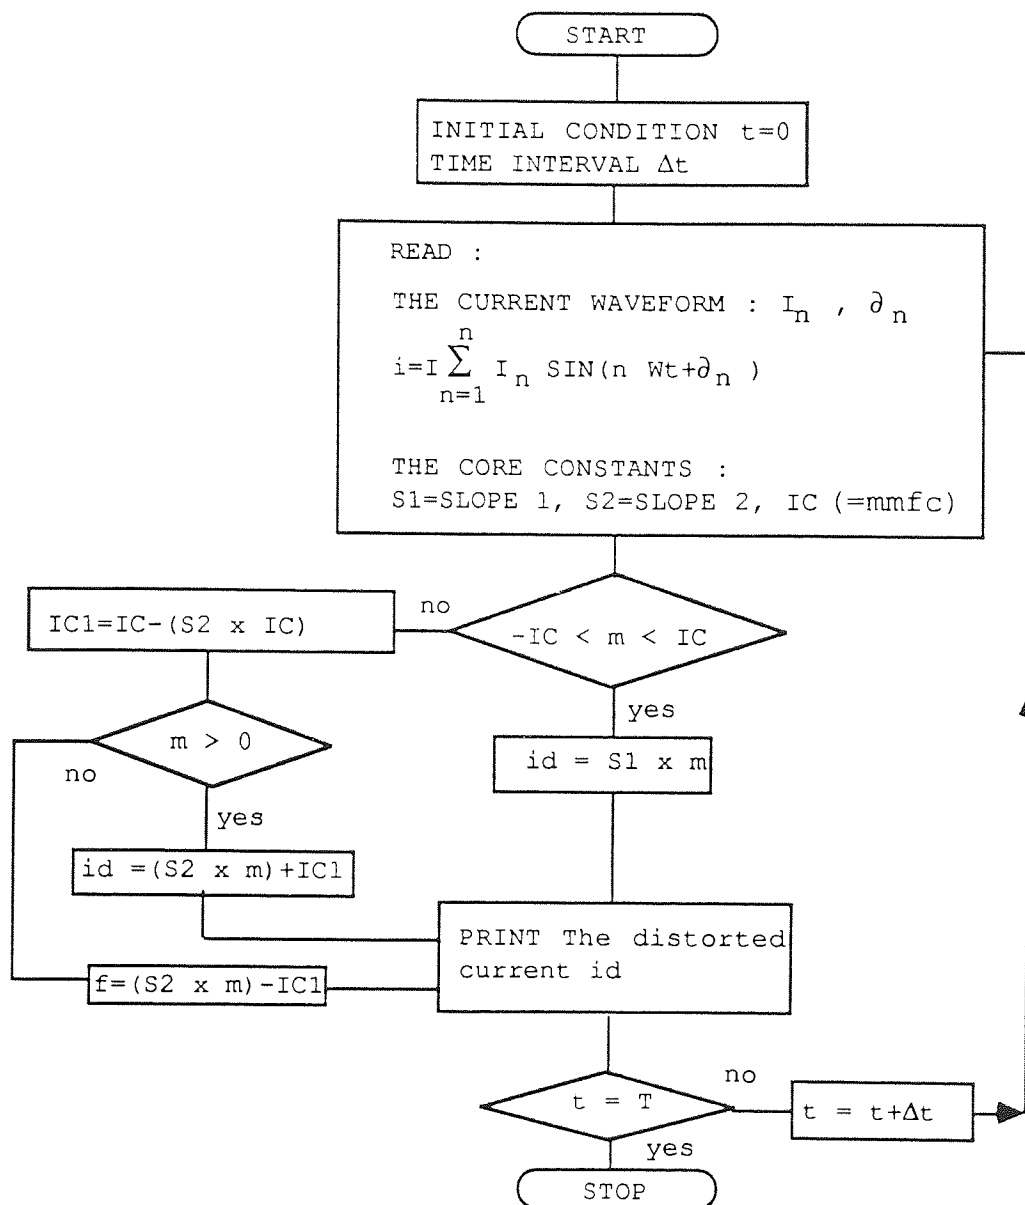 START
INITIAL CONDITION t=0
TIME INTERVAL Δt
READ :
THE CURRENT WAVEFORM : Iₙ , ∂ₙ
n
i=I ∑ Iₙ SIN(n Wt+∂ₙ )
n=1
THE CORE CONSTANTS :
S1=SLOPE 1, S2=SLOPE 2, IC (=mmfc)
no
IC1=IC-(S2 x IC)
-IC < m < IC
yes
m > 0
no
id = S1 x m
yes
id =(S2 x m)+IC1
PRINT The distorted
current id
f=(S2 x m)-IC1
no
t = T
t = t+Δt
yes
STOP